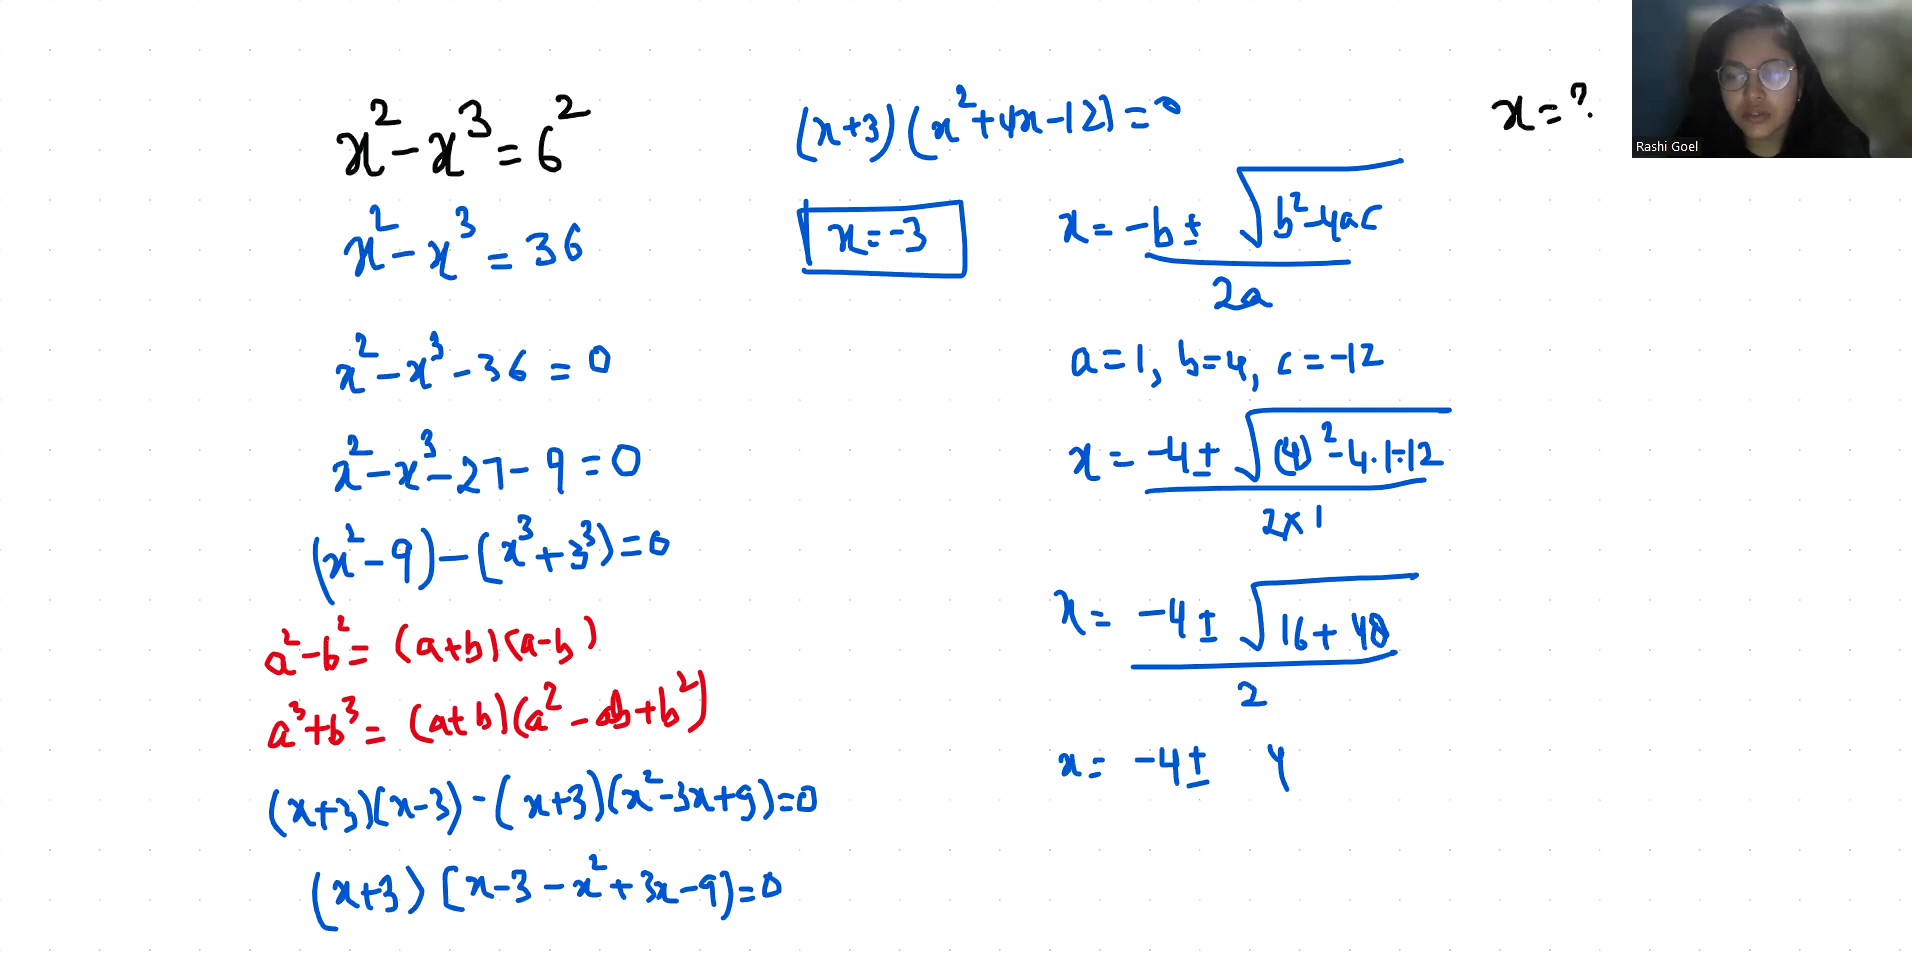 x² - x³ = 6²
x² - x³ = 36
x² - x³ - 36 = 0
x² - x³ - 27 - 9 = 0
(x² - 9) - (x³ + 3³) = 0
a² - b² = (a+b)(a-b)
a³ + b³ = (a+b)(a² - ab + b²)
(x+3)(x-3) - (x+3)(x² - 3x + 9) = 0
(x+3)[x - 3 - x² + 3x - 9] = 0
(x+3)(x² + 4x - 12) = 0
x = -3
x = -b ± √b² - 4ac
2a
a = 1, b = 4, c = -12
x = -4 ± √(4)² - 4·1·-12
2×1
x = -4 ± √16 + 48
2
x = -4 ± 4
x = ?
Rashi Goel